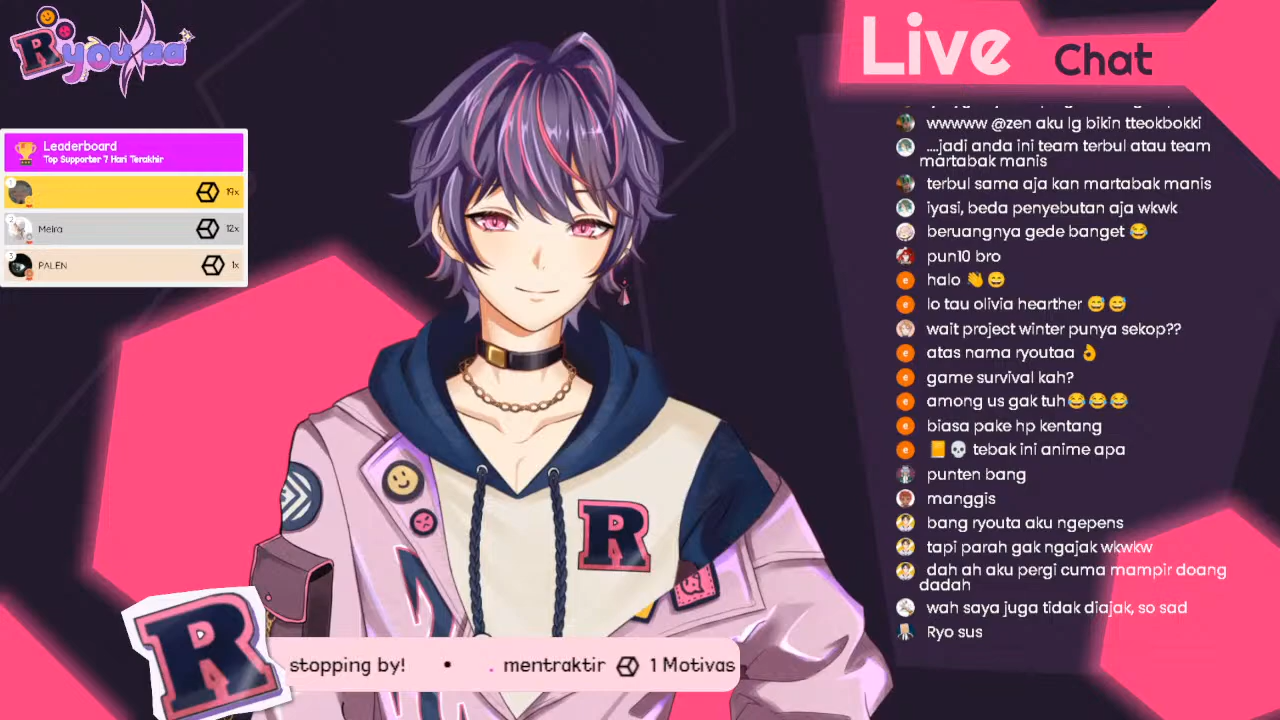 Ryoutaa
Live Chat
Leaderboard
Top Supporter 7 Hari Terakhir
1
19x
2
Meira
12x
3
PALEN
1x
wwwww @zen aku lg bikin tteokbokki
....jadi anda ini team terbul atau team
martabak manis
terbul sama aja kan martabak manis
iyasi, beda penyebutan aja wkwk
beruangnya gede banget 😂
pun10 bro
halo 👋😄
lo tau olivia hearther 😅😅
wait project winter punya sekop??
atas nama ryoutaa 👌
game survival kah?
among us gak tuh😂😂😂
biasa pake hp kentang
📒💀 tebak ini anime apa
punten bang
manggis
bang ryouta aku ngepens
tapi parah gak ngajak wkwkw
dah ah aku pergi cuma mampir doang
dadah
wah saya juga tidak diajak, so sad
Ryo sus
R
R
stopping by! • . mentraktir 1 Motivas